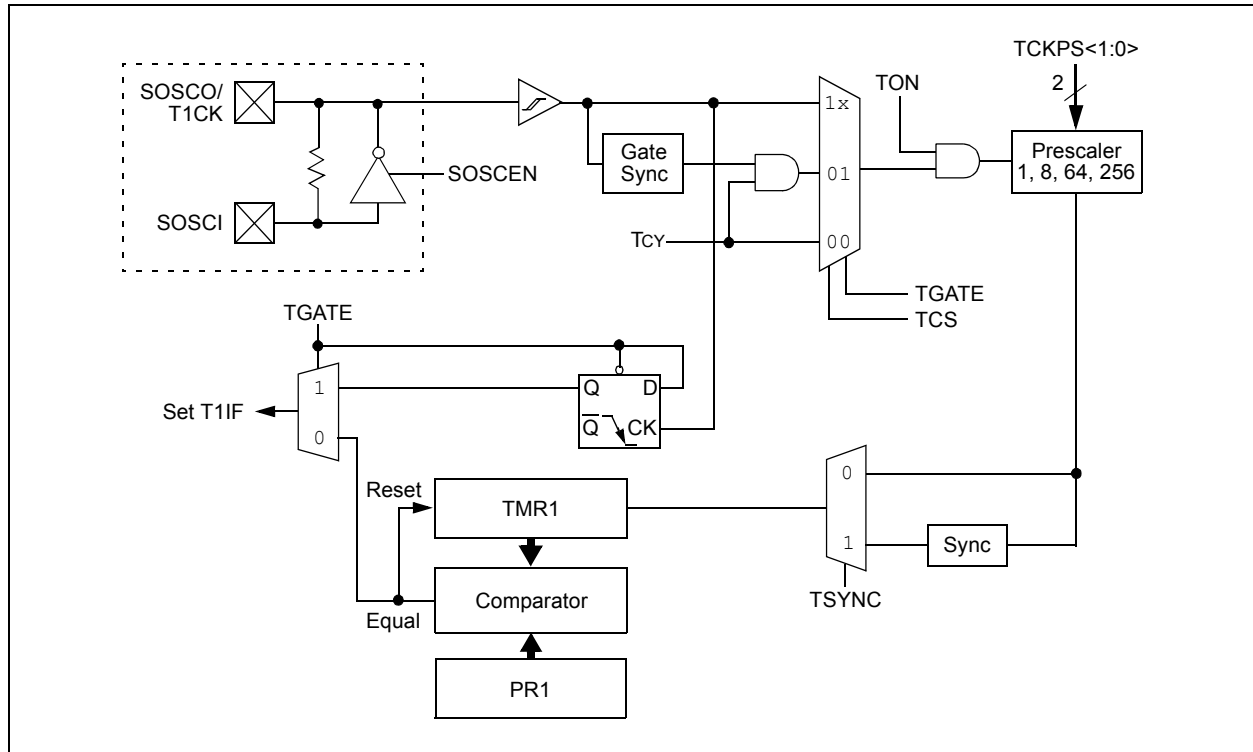 TCKPS<1:0>
2
SOSCO/
T1CK
TON
1x
Gate
Sync
Prescaler
1, 8, 64, 256
SOSCEN
01
SOSCI
TCY
00
TGATE
TCS
TGATE
1
Q
D
Set T1IF
Q
CK
0
Reset
TMR1
0
1
Sync
Comparator
TSYNC
Equal
PR1